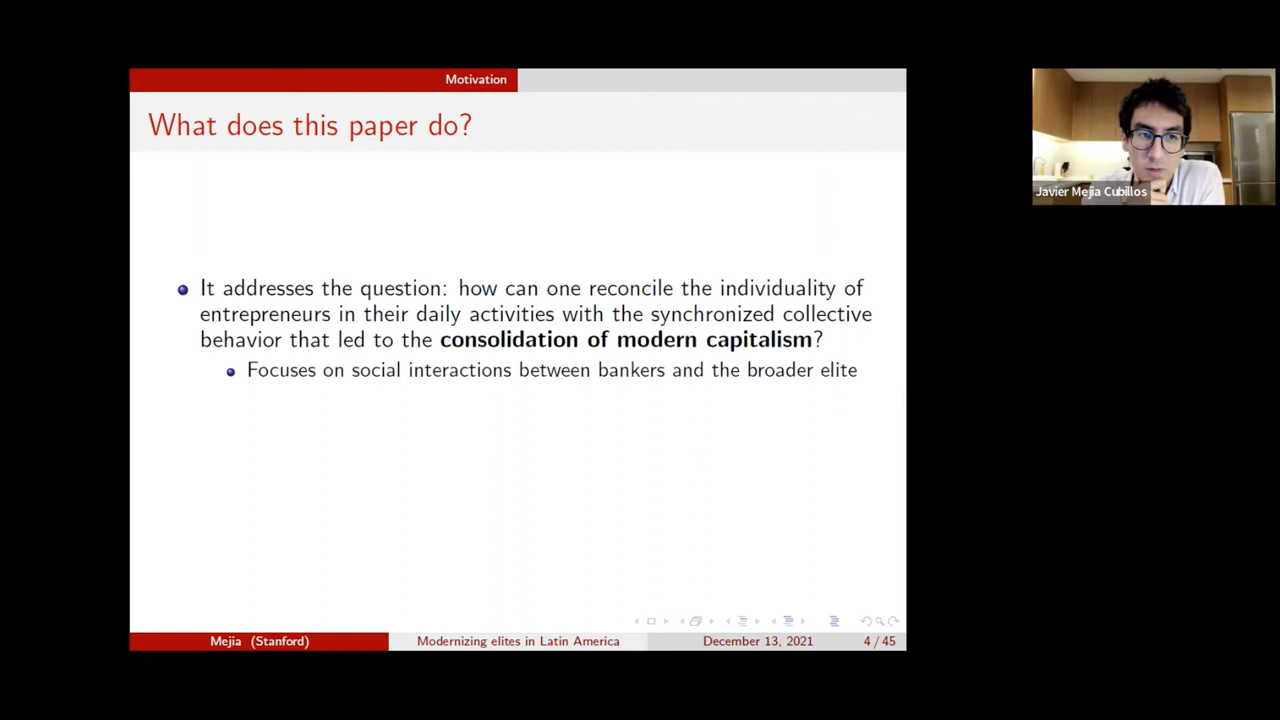 Motivation
What does this paper do?
It addresses the question: how can one reconcile the individuality of
entrepreneurs in their daily activities with the synchronized collective
behavior that led to the consolidation of modern capitalism?
Focuses on social interactions between bankers and the broader elite
Mejia (Stanford)
Modernizing elites in Latin America
December 13, 2021
4 / 45
Javier Mejia Cubillos